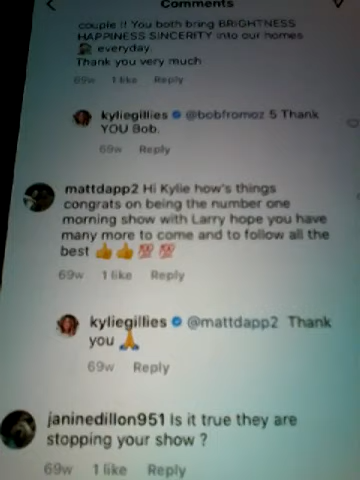 Comments
couple !! You both bring BRIGHTNESS
HAPPINESS SINCERITY into our homes
everyday.
Thank you very much
69w 1 like Reply
kyliegillies @bobfromoz 5 Thank
YOU Bob.
69w Reply
mattdapp2 Hi Kylie how's things
congrats on being the number one
morning show with Larry hope you have
many more to come and to follow all the
best 👍👍💯💯
69w 1 like Reply
kyliegillies @mattdapp2 Thank
you 🙏
69w Reply
janinedillon951 Is it true they are
stopping your show ?
69w 1 like Reply